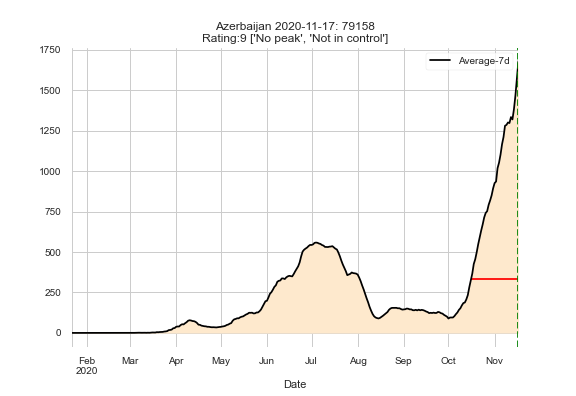 Azerbaijan 2020-11-17: 79158
Rating:9 ['No peak', 'Not in control']
Average-7d
1750
1500
1250
1000
750
500
250
0
Feb Mar Apr May Jun Jul Aug Sep Oct Nov
2020
Date